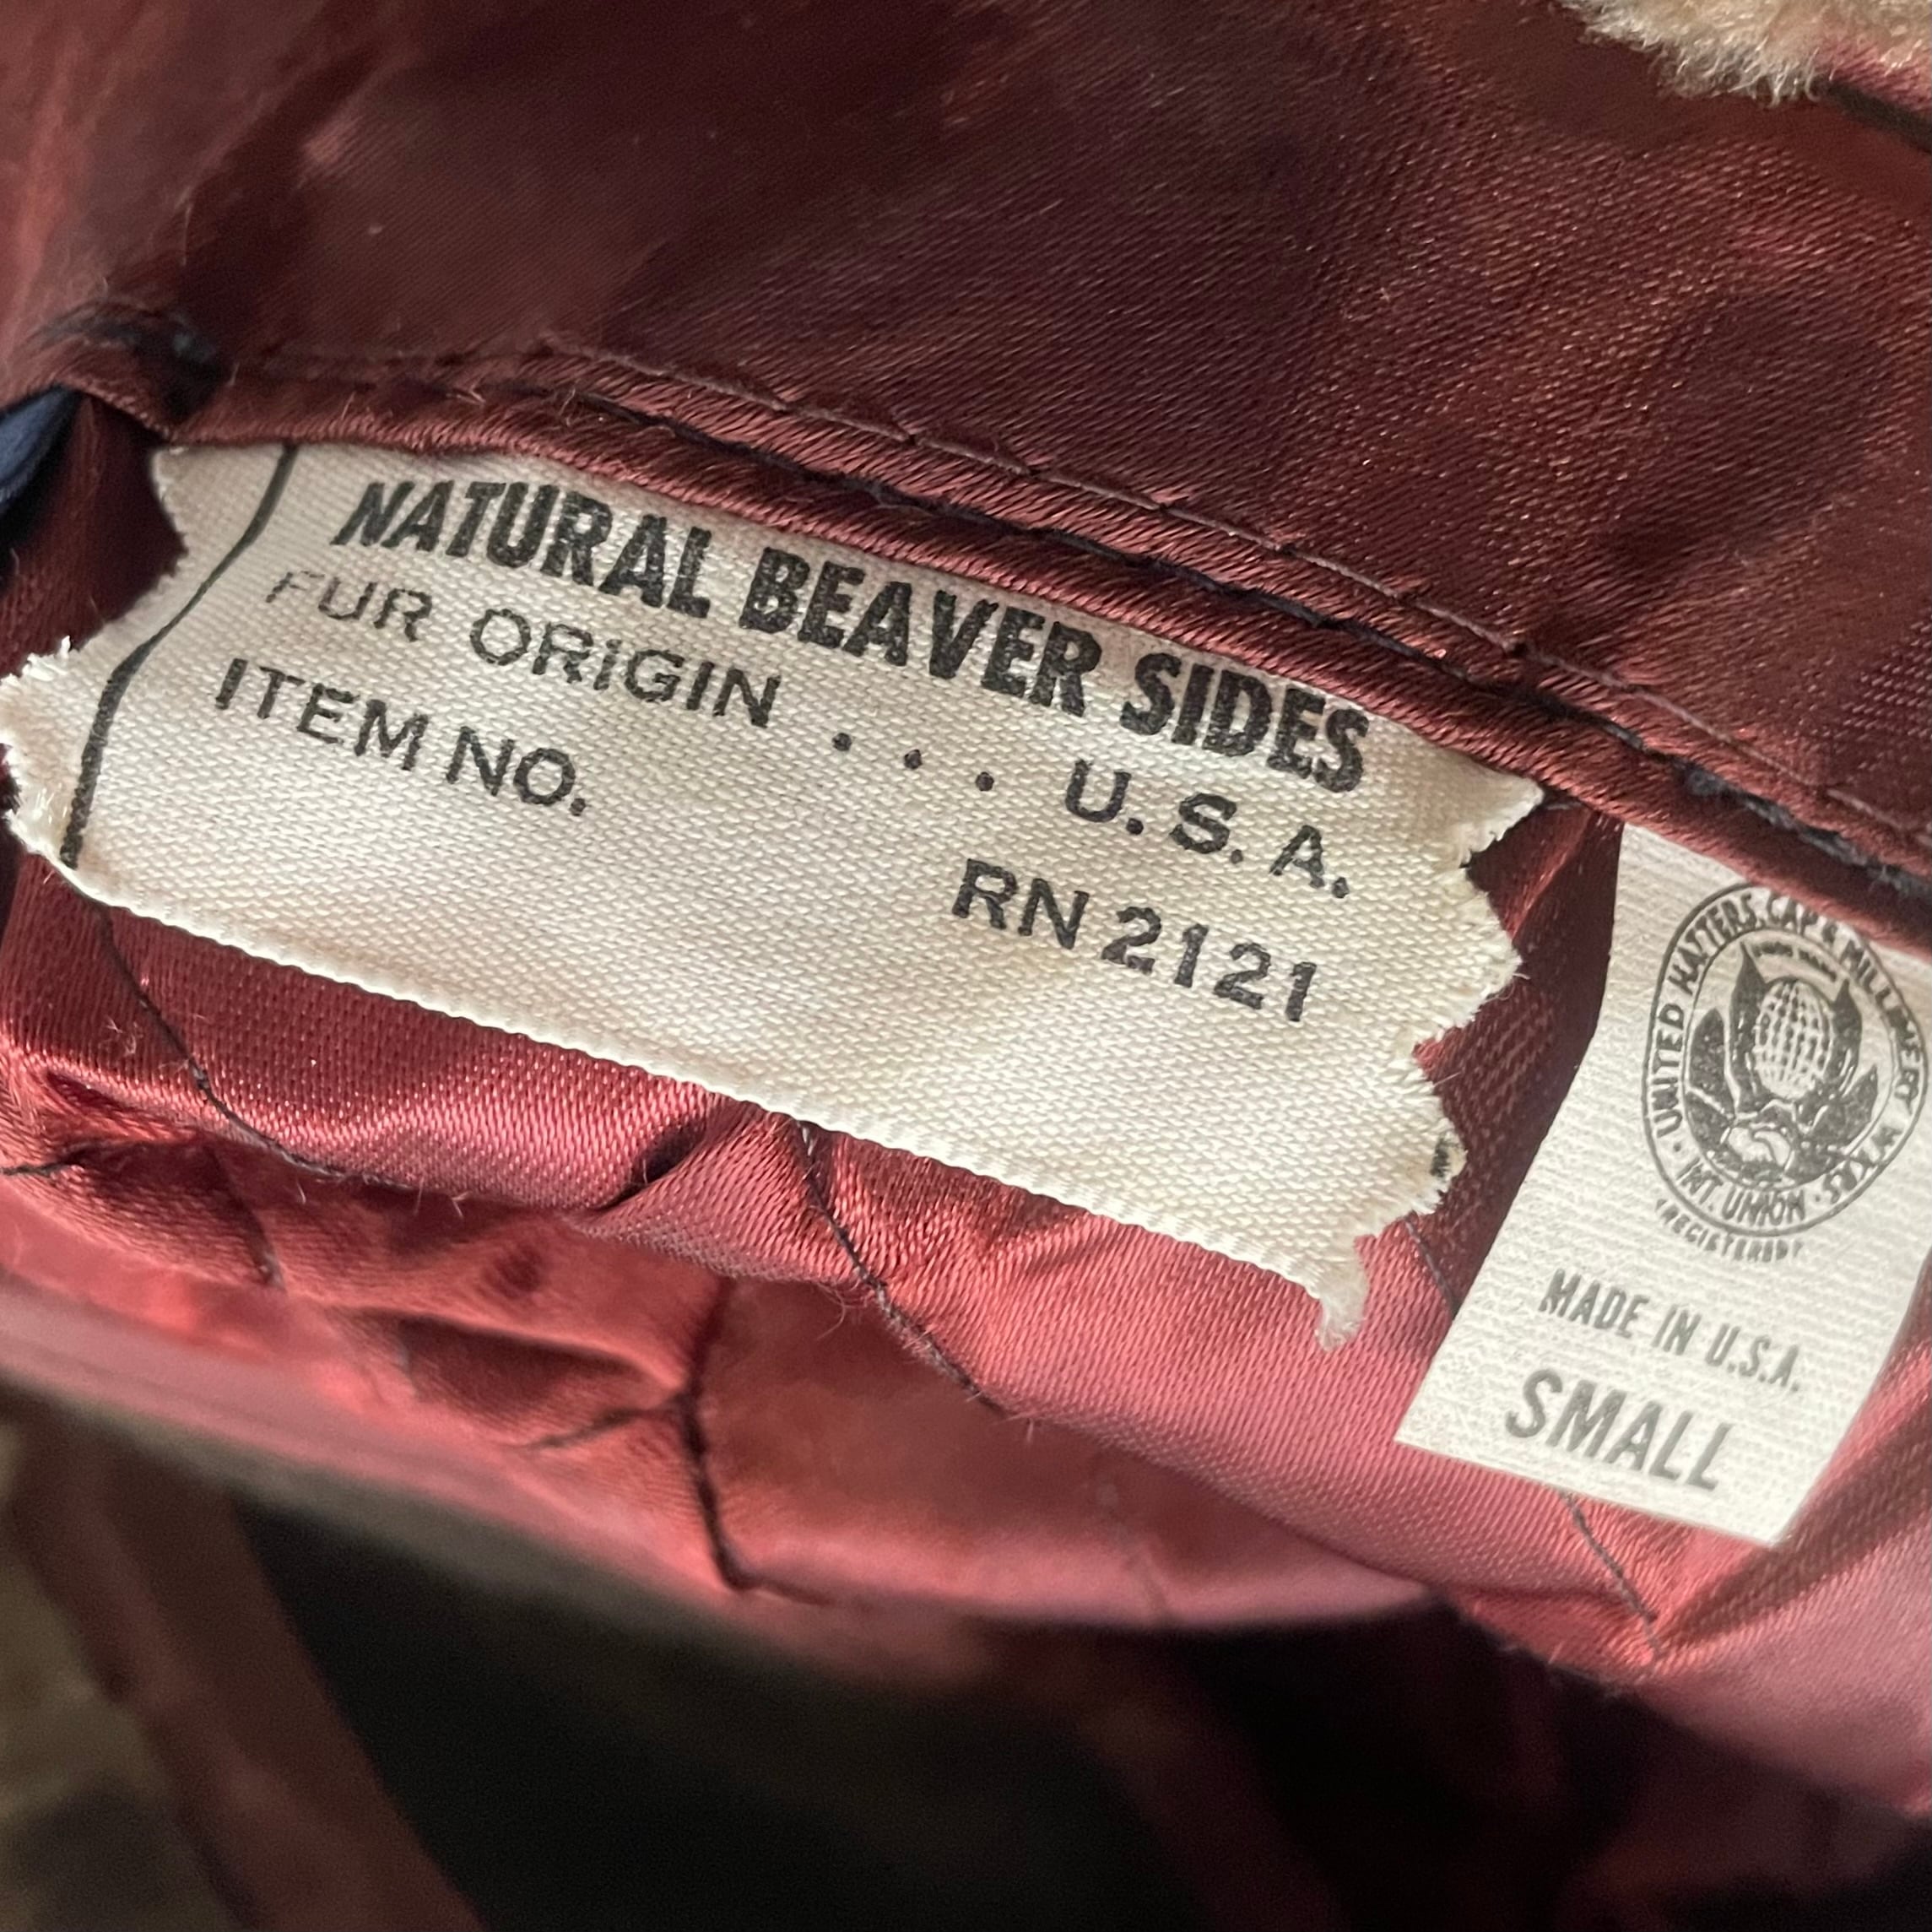 NATURAL BEAVER SIDES
FUR ORIGIN . . . U. S. A.
ITEM NO.
RN 2121
UNITED HATTERS, CAP & MILLINERY WKRS
· INT. UNION ·
REGISTERED
MADE IN U.S.A.
SMALL